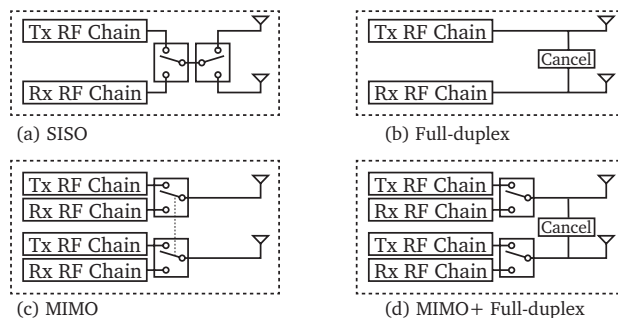 Tx RF Chain
Rx RF Chain
(a) SISO
Tx RF Chain
Cancel
Rx RF Chain
(b) Full-duplex
Tx RF Chain
Rx RF Chain
Tx RF Chain
Rx RF Chain
(c) MIMO
Tx RF Chain
Rx RF Chain
Cancel
Tx RF Chain
Rx RF Chain
(d) MIMO+ Full-duplex